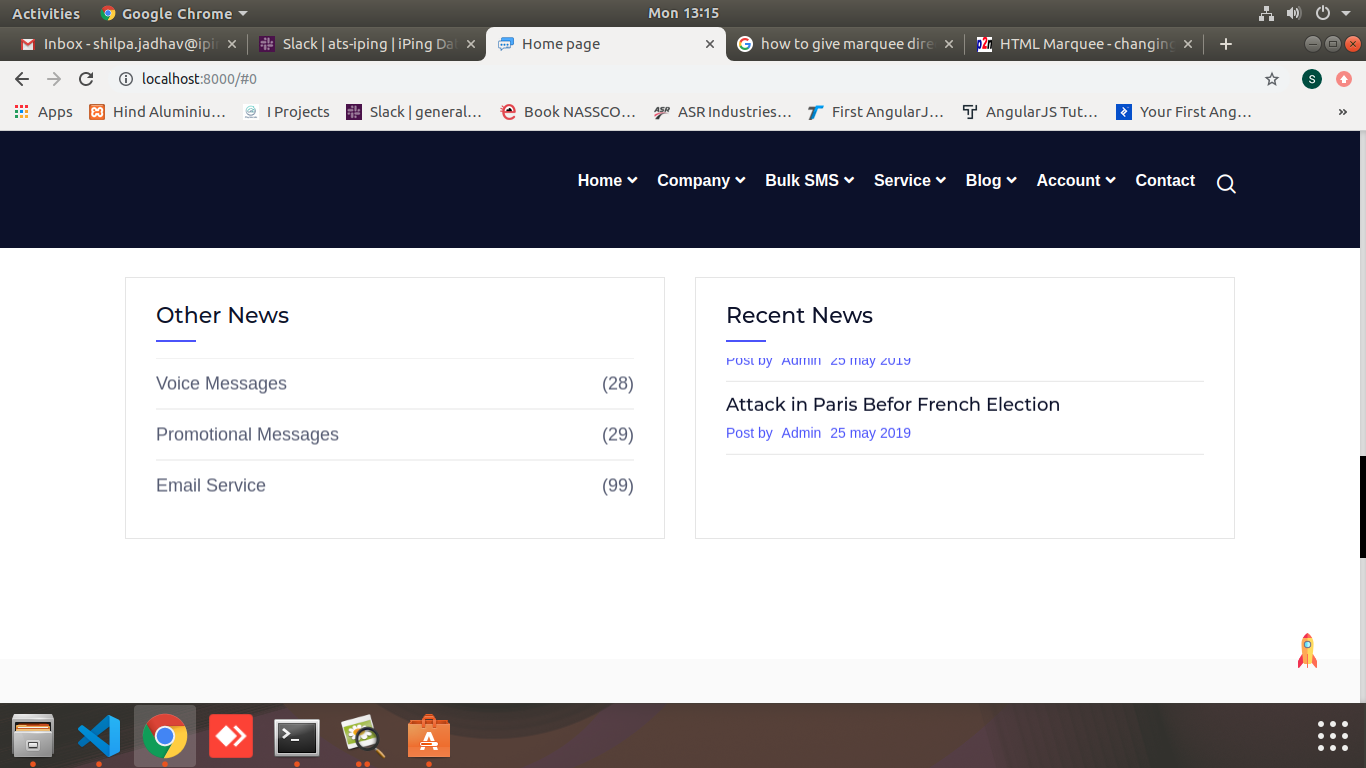 Activities Google Chrome Mon 13:15
Inbox - shilpa.jadhav@ipi Slack | ats-iping | iPing Da Home page how to give marquee dire HTML Marquee - changing
localhost:8000/#0 S
Apps Hind Aluminiu… I Projects Slack | general… Book NASSCO… ASR Industries… First AngularJ… AngularJS Tut… Your First Ang… »
Home Company Bulk SMS Service Blog Account Contact
Other News
Voice Messages (28)
Promotional Messages (29)
Email Service (99)
Recent News
Post by Admin 25 may 2019
Attack in Paris Befor French Election
Post by Admin 25 may 2019